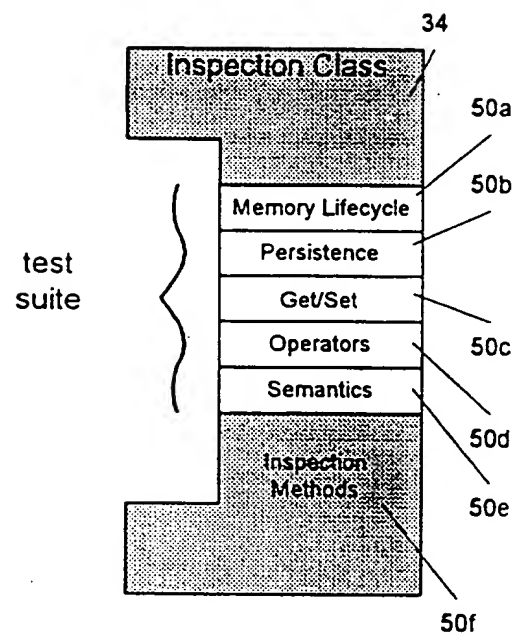 34
Inspection Class
50a
Memory Lifecycle
50b
Persistence
test
suite
Get/Set
50c
Operators
Semantics
50d
Inspection
Methods
50e
50f